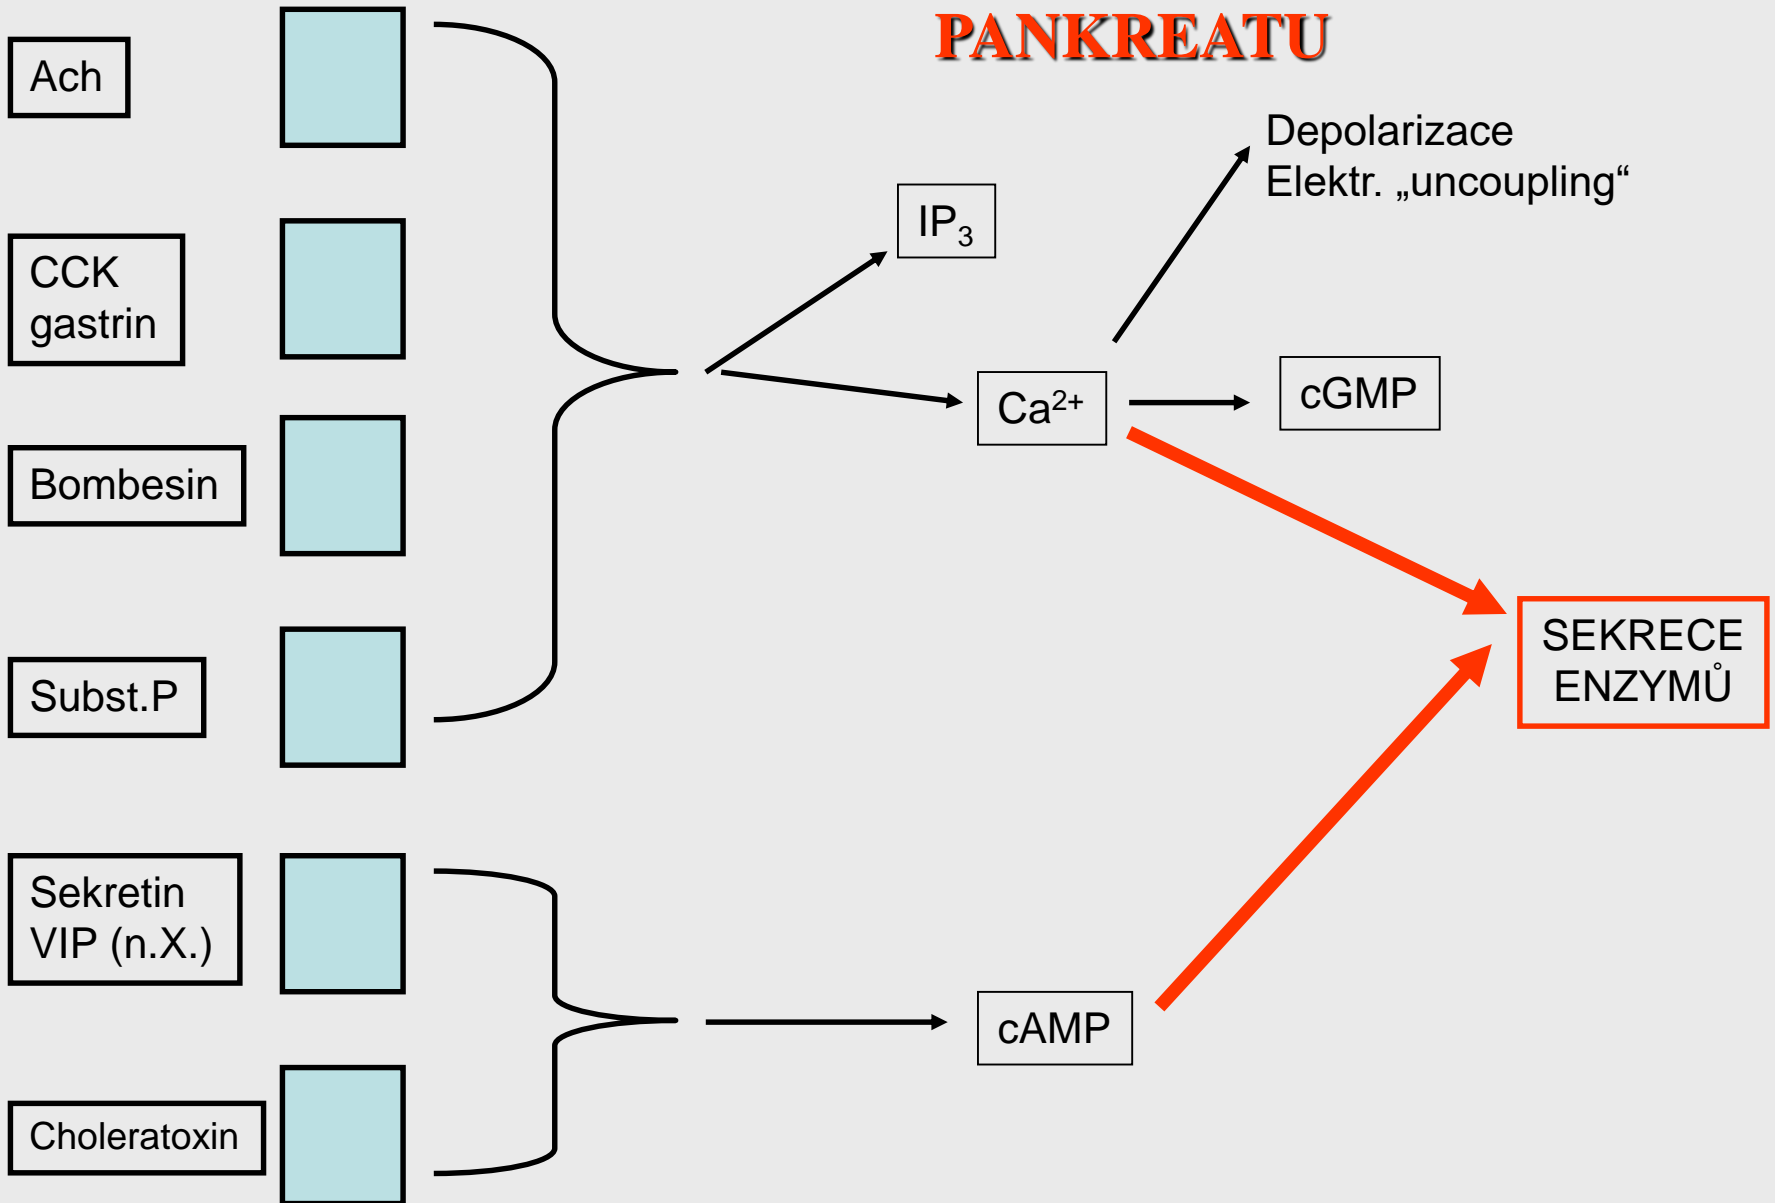 PANKREATU
Ach
CCK
gastrin
Bombesin
Subst.P
Sekretin
VIP (n.X.)
Choleratoxin
IP₃
Ca²⁺
cAMP
Depolarizace
Elektr. „uncoupling“
cGMP
SEKRECE
ENZYMŮ